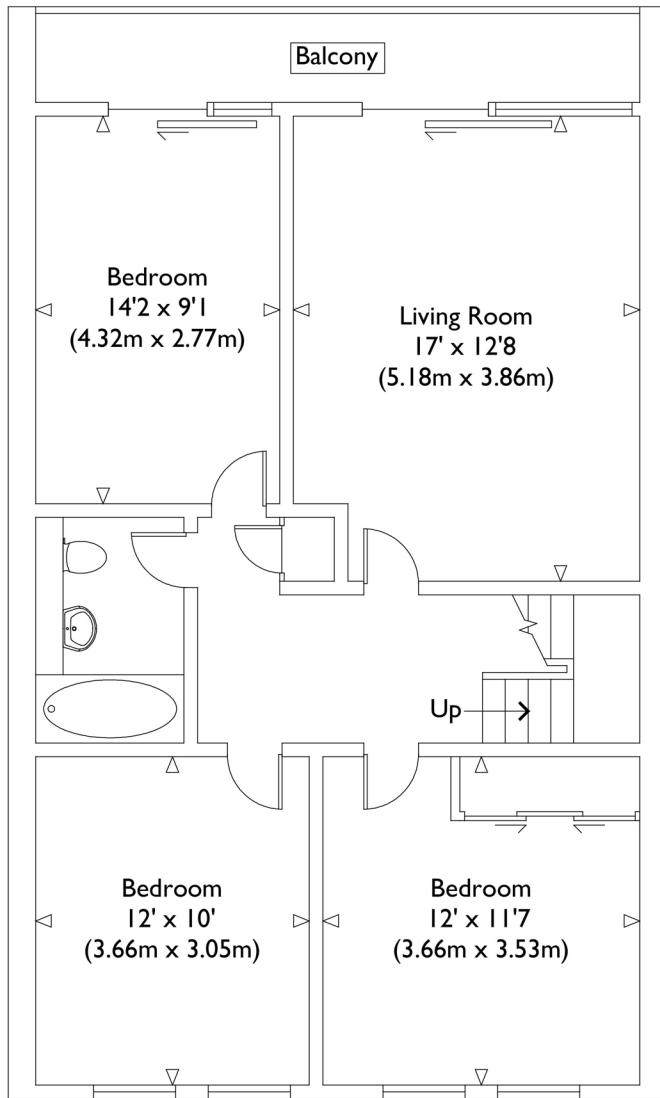 Balcony
Bedroom
14'2 x 9'1
(4.32m x 2.77m)
Living Room
17' x 12'8
(5.18m x 3.86m)
Up
Bedroom
12' x 10'
(3.66m x 3.05m)
Bedroom
12' x 11'7
(3.66m x 3.53m)